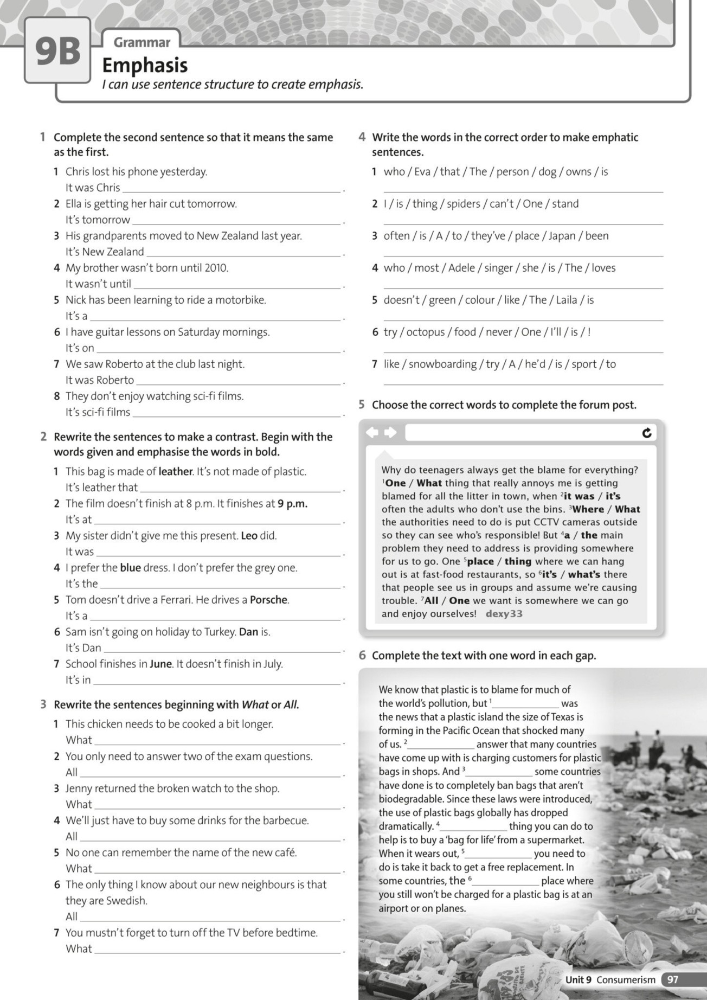 9B
Grammar
Emphasis
I can use sentence structure to create emphasis.
1 Complete the second sentence so that it means the same
as the first.
1 Chris lost his phone yesterday.
It was Chris ______ .
2 Ella is getting her hair cut tomorrow.
It's tomorrow ______ .
3 His grandparents moved to New Zealand last year.
It's New Zealand ______ .
4 My brother wasn't born until 2010.
It wasn't until ______ .
5 Nick has been learning to ride a motorbike.
It's a ______ .
6 I have guitar lessons on Saturday mornings.
It's on ______ .
7 We saw Roberto at the club last night.
It was Roberto ______ .
8 They don't enjoy watching sci-fi films.
It's sci-fi films ______ .
2 Rewrite the sentences to make a contrast. Begin with the
words given and emphasise the words in bold.
1 This bag is made of leather. It's not made of plastic.
It's leather that ______ .
2 The film doesn't finish at 8 p.m. It finishes at 9 p.m.
It's at ______ .
3 My sister didn't give me this present. Leo did.
It was ______ .
4 I prefer the blue dress. I don't prefer the grey one.
It's the ______ .
5 Tom doesn't drive a Ferrari. He drives a Porsche.
It's a ______ .
6 Sam isn't going on holiday to Turkey. Dan is.
It's Dan ______ .
7 School finishes in June. It doesn't finish in July.
It's in ______ .
3 Rewrite the sentences beginning with What or All.
1 This chicken needs to be cooked a bit longer.
What ______ .
2 You only need to answer two of the exam questions.
All ______ .
3 Jenny returned the broken watch to the shop.
What ______ .
4 We'll just have to buy some drinks for the barbecue.
All ______ .
5 No one can remember the name of the new café.
What ______ .
6 The only thing I know about our new neighbours is that
they are Swedish.
All ______ .
7 You mustn't forget to turn off the TV before bedtime.
What ______ .
4 Write the words in the correct order to make emphatic
sentences.
1 who / Eva / that / The / person / dog / owns / is
2 I / is / thing / spiders / can't / One / stand
3 often / is / A / to / they've / place / Japan / been
4 who / most / Adele / singer / she / is / The / loves
5 doesn't / green / colour / like / The / Laila / is
6 try / octopus / food / never / One / I'll / is / !
7 like / snowboarding / try / A / he'd / is / sport / to
5 Choose the correct words to complete the forum post.
Why do teenagers always get the blame for everything?
1One / What thing that really annoys me is getting
blamed for all the litter in town, when 2it was / it's
often the adults who don't use the bins. 3Where / What
the authorities need to do is put CCTV cameras outside
so they can see who's responsible! But 4a / the main
problem they need to address is providing somewhere
for us to go. One 5place / thing where we can hang
out is at fast-food restaurants, so 6it's / what's there
that people see us in groups and assume we're causing
trouble. 7All / One we want is somewhere we can go
and enjoy ourselves! dexy33
6 Complete the text with one word in each gap.
We know that plastic is to blame for much of
the world's pollution, but 1______ was
the news that a plastic island the size of Texas is
forming in the Pacific Ocean that shocked many
of us. 2______ answer that many countries
have come up with is charging customers for plastic
bags in shops. And 3______ some countries
have done is to completely ban bags that aren't
biodegradable. Since these laws were introduced,
the use of plastic bags globally has dropped
dramatically. 4______ thing you can do to
help is to buy a 'bag for life' from a supermarket.
When it wears out, 5______ you need to
do is take it back to get a free replacement. In
some countries, the 6______ place where
you still won't be charged for a plastic bag is at an
airport or on planes.
Unit 9 Consumerism 97